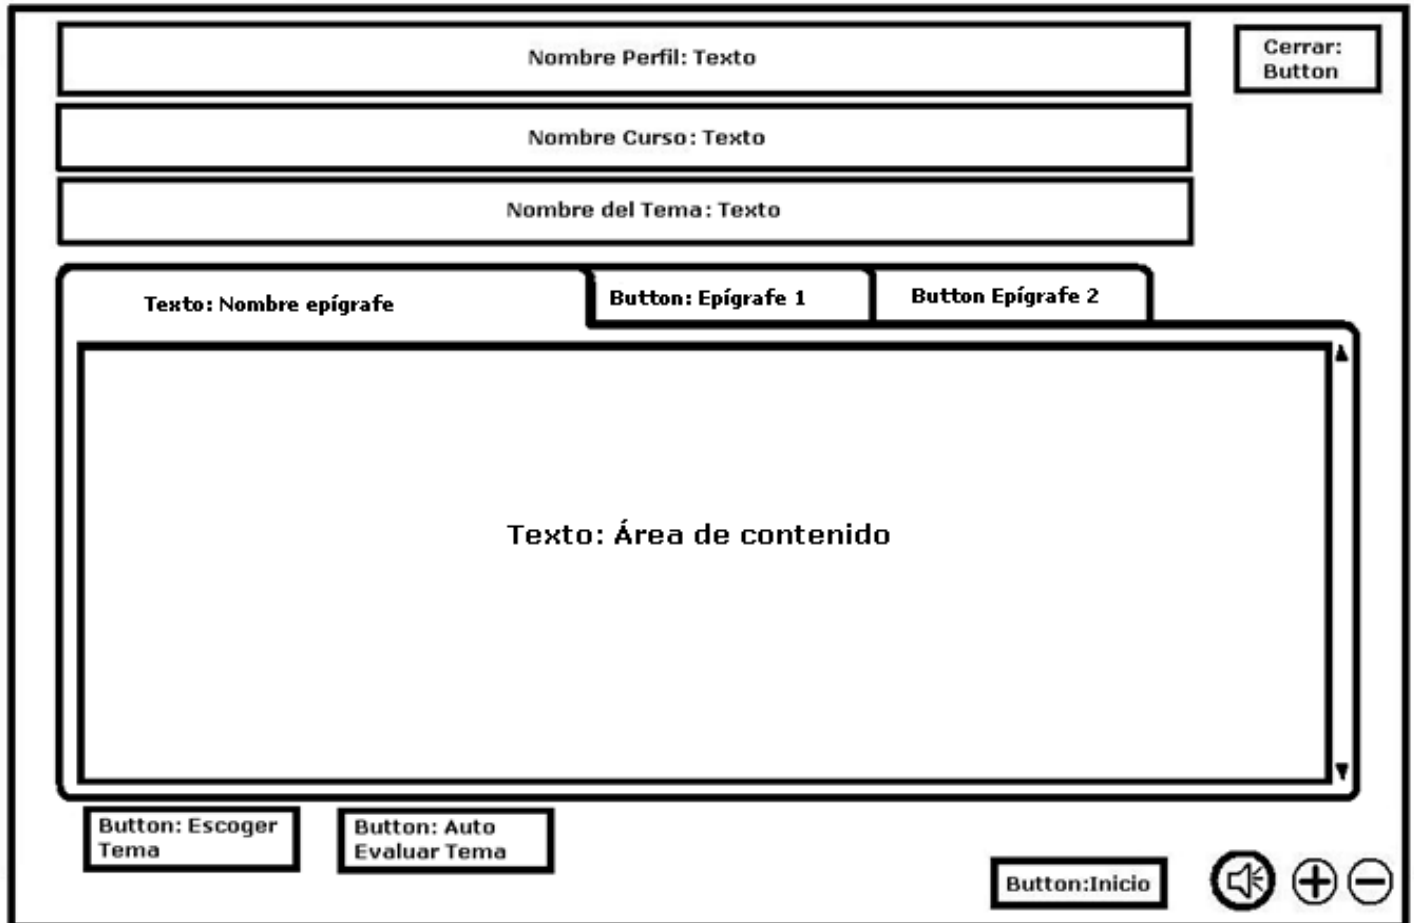 Nombre Perfil: Texto
Cerrar:
Button
Nombre Curso: Texto
Nombre del Tema: Texto
Texto: Nombre epígrafe
Button: Epígrafe 1
Button Epígrafe 2
Texto: Área de contenido
Button: Escoger
Tema
Button: Auto
Evaluar Tema
Button:Inicio